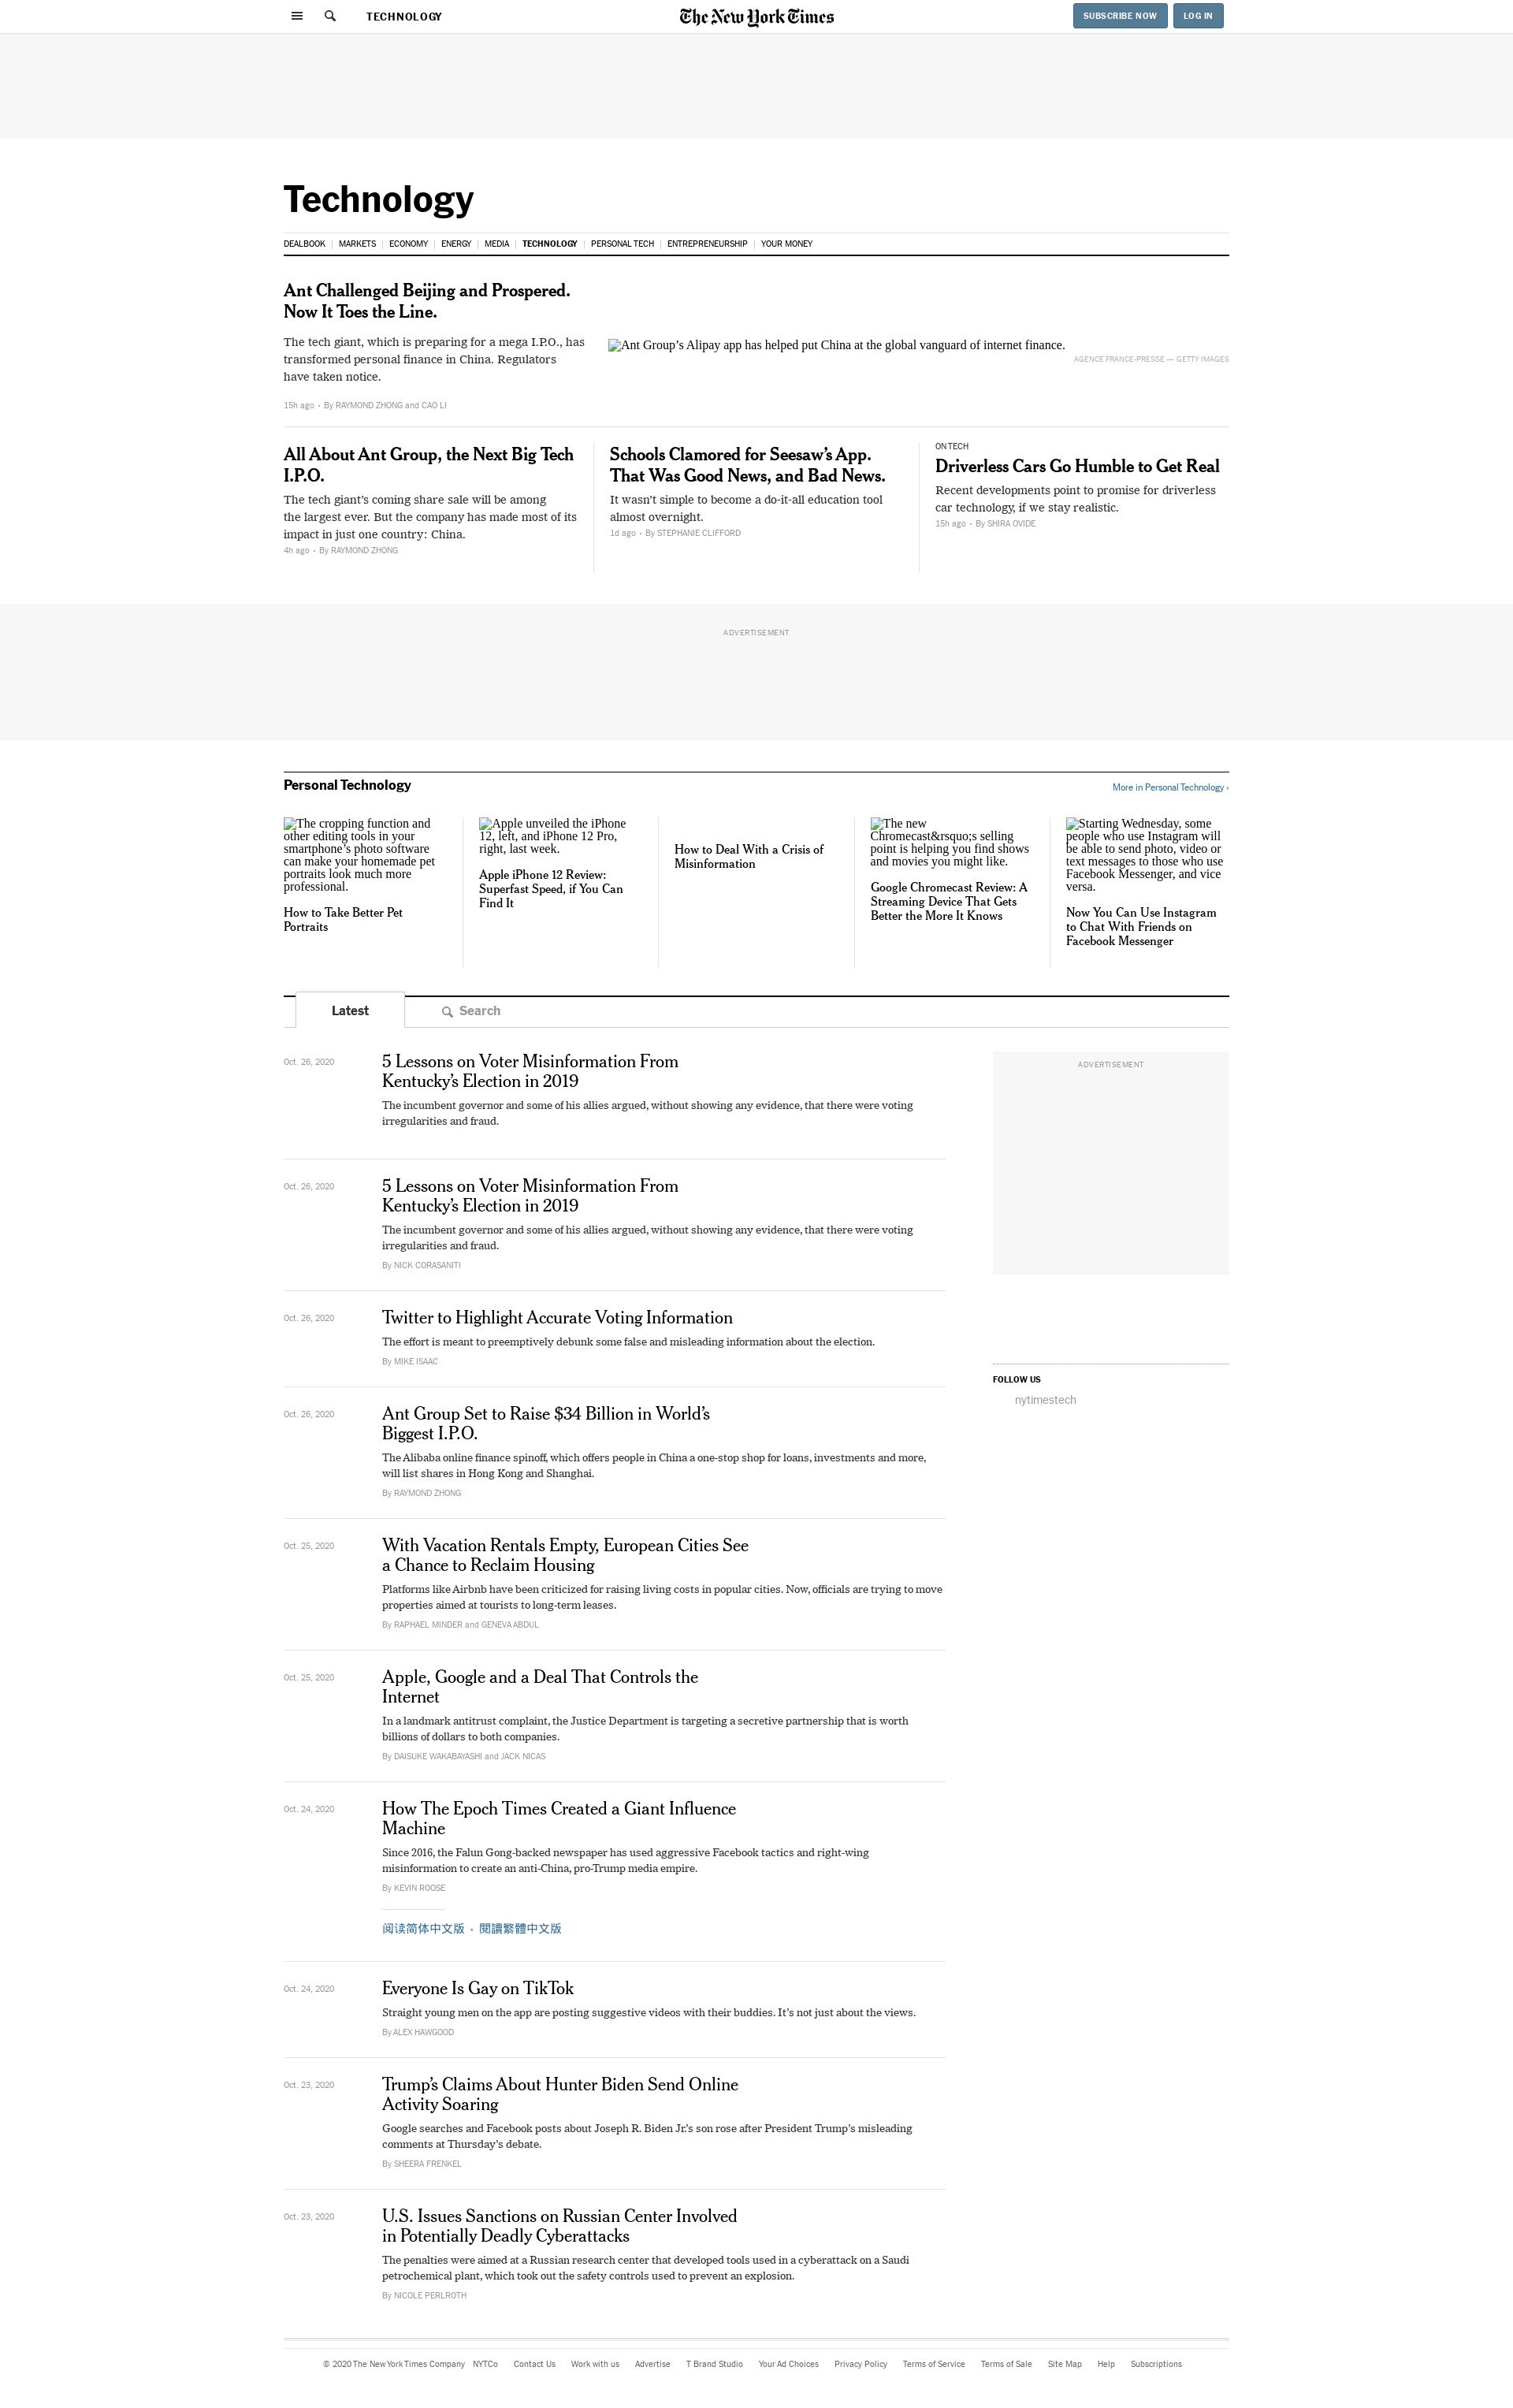 TECHNOLOGY
The New York Times
SUBSCRIBE NOW
LOG IN
Technology
DEALBOOK
MARKETS
ECONOMY
ENERGY
MEDIA
TECHNOLOGY
PERSONAL TECH
ENTREPRENEURSHIP
YOUR MONEY
Ant Challenged Beijing and Prospered.
Now It Toes the Line.
The tech giant, which is preparing for a mega I.P.O., has
transformed personal finance in China. Regulators
have taken notice.
15h ago • By RAYMOND ZHONG and CAO LI
Ant Group’s Alipay app has helped put China at the global vanguard of internet finance.
AGENCE FRANCE-PRESSE — GETTY IMAGES
All About Ant Group, the Next Big Tech
I.P.O.
The tech giant’s coming share sale will be among
the largest ever. But the company has made most of its
impact in just one country: China.
4h ago • By RAYMOND ZHONG
Schools Clamored for Seesaw’s App.
That Was Good News, and Bad News.
It wasn’t simple to become a do-it-all education tool
almost overnight.
1d ago • By STEPHANIE CLIFFORD
ON TECH
Driverless Cars Go Humble to Get Real
Recent developments point to promise for driverless
car technology, if we stay realistic.
15h ago • By SHIRA OVIDE
ADVERTISEMENT
Personal Technology
More in Personal Technology ›
The cropping function and
other editing tools in your
smartphone’s photo software
can make your homemade pet
portraits look much more
professional.
How to Take Better Pet
Portraits
Apple unveiled the iPhone
12, left, and iPhone 12 Pro,
right, last week.
Apple iPhone 12 Review:
Superfast Speed, if You Can
Find It
How to Deal With a Crisis of
Misinformation
The new
Chromecast&rsquo;s selling
point is helping you find shows
and movies you might like.
Google Chromecast Review: A
Streaming Device That Gets
Better the More It Knows
Starting Wednesday, some
people who use Instagram will
be able to send photo, video or
text messages to those who use
Facebook Messenger, and vice
versa.
Now You Can Use Instagram
to Chat With Friends on
Facebook Messenger
Latest
Search
Oct. 26, 2020
5 Lessons on Voter Misinformation From
Kentucky’s Election in 2019
The incumbent governor and some of his allies argued, without showing any evidence, that there were voting
irregularities and fraud.
Oct. 26, 2020
5 Lessons on Voter Misinformation From
Kentucky’s Election in 2019
The incumbent governor and some of his allies argued, without showing any evidence, that there were voting
irregularities and fraud.
By NICK CORASANITI
Oct. 26, 2020
Twitter to Highlight Accurate Voting Information
The effort is meant to preemptively debunk some false and misleading information about the election.
By MIKE ISAAC
Oct. 26, 2020
Ant Group Set to Raise $34 Billion in World’s
Biggest I.P.O.
The Alibaba online finance spinoff, which offers people in China a one-stop shop for loans, investments and more,
will list shares in Hong Kong and Shanghai.
By RAYMOND ZHONG
Oct. 25, 2020
With Vacation Rentals Empty, European Cities See
a Chance to Reclaim Housing
Platforms like Airbnb have been criticized for raising living costs in popular cities. Now, officials are trying to move
properties aimed at tourists to long-term leases.
By RAPHAEL MINDER and GENEVA ABDUL
Oct. 25, 2020
Apple, Google and a Deal That Controls the
Internet
In a landmark antitrust complaint, the Justice Department is targeting a secretive partnership that is worth
billions of dollars to both companies.
By DAISUKE WAKABAYASHI and JACK NICAS
Oct. 24, 2020
How The Epoch Times Created a Giant Influence
Machine
Since 2016, the Falun Gong-backed newspaper has used aggressive Facebook tactics and right-wing
misinformation to create an anti-China, pro-Trump media empire.
By KEVIN ROOSE
阅读简体中文版 • 閱讀繁體中文版
Oct. 24, 2020
Everyone Is Gay on TikTok
Straight young men on the app are posting suggestive videos with their buddies. It’s not just about the views.
By ALEX HAWGOOD
Oct. 23, 2020
Trump’s Claims About Hunter Biden Send Online
Activity Soaring
Google searches and Facebook posts about Joseph R. Biden Jr.’s son rose after President Trump’s misleading
comments at Thursday’s debate.
By SHEERA FRENKEL
Oct. 23, 2020
U.S. Issues Sanctions on Russian Center Involved
in Potentially Deadly Cyberattacks
The penalties were aimed at a Russian research center that developed tools used in a cyberattack on a Saudi
petrochemical plant, which took out the safety controls used to prevent an explosion.
By NICOLE PERLROTH
ADVERTISEMENT
FOLLOW US
nytimestech
© 2020 The New York Times Company NYTCo Contact Us Work with us Advertise T Brand Studio Your Ad Choices Privacy Policy Terms of Service Terms of Sale Site Map Help Subscriptions